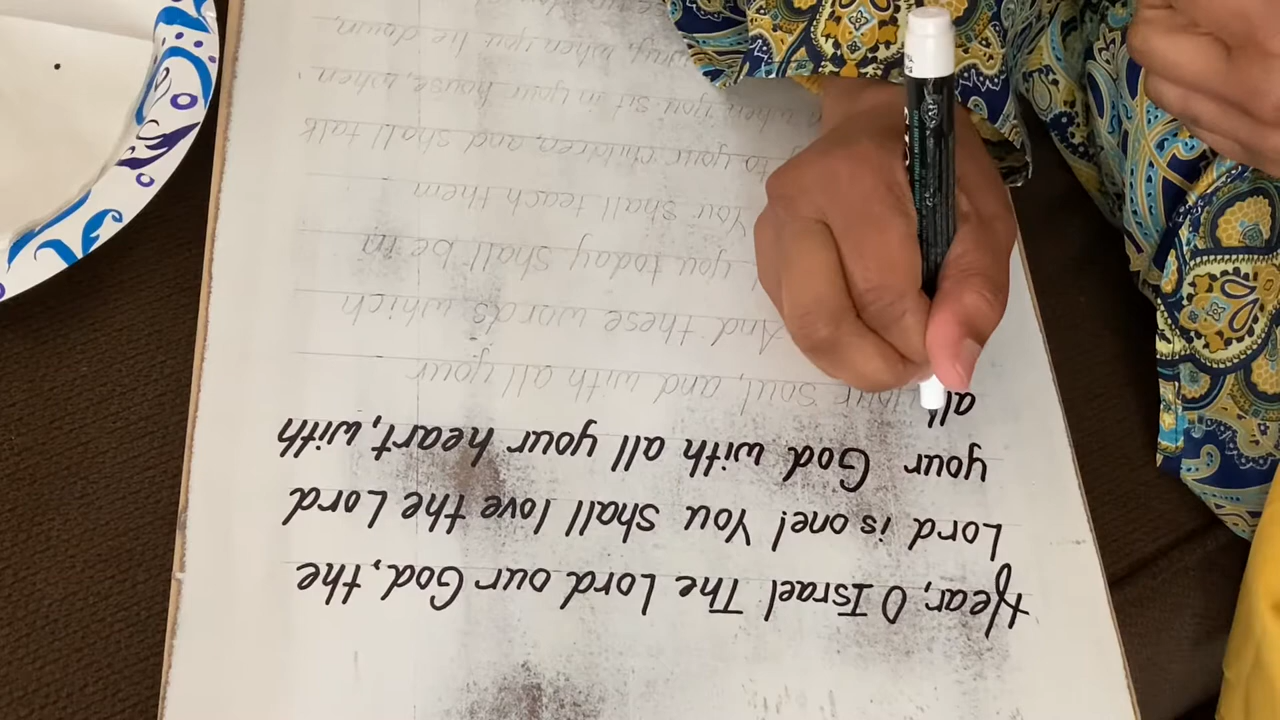 Hear, O Israel! The Lord our God, the
Lord is one! You shall love the Lord
your God with all your heart, with
all your soul, and with all your
And these words which
you today shall be in
You shall teach them
to your children, and shall talk
when you sit in your house, when
way, when you lie down,